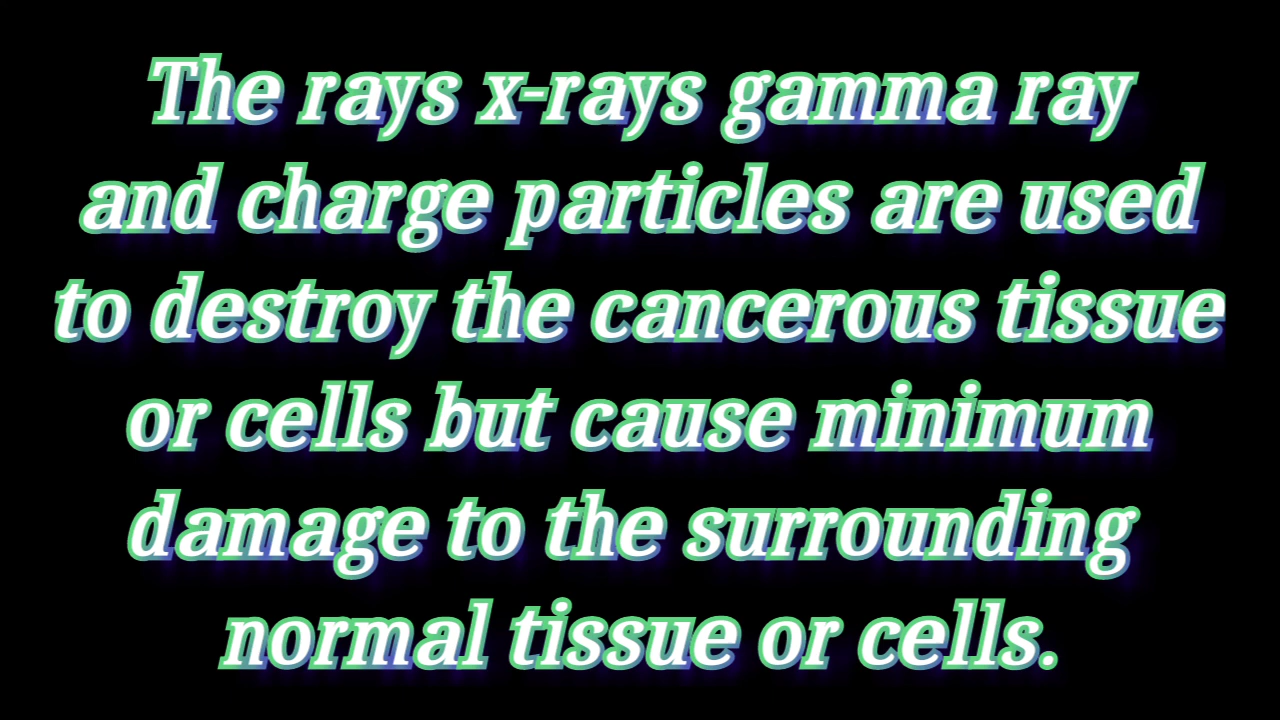 The rays x-rays gamma ray
and charge particles are used
to destroy the cancerous tissue
or cells but cause minimum
damage to the surrounding
normal tissue or cells.